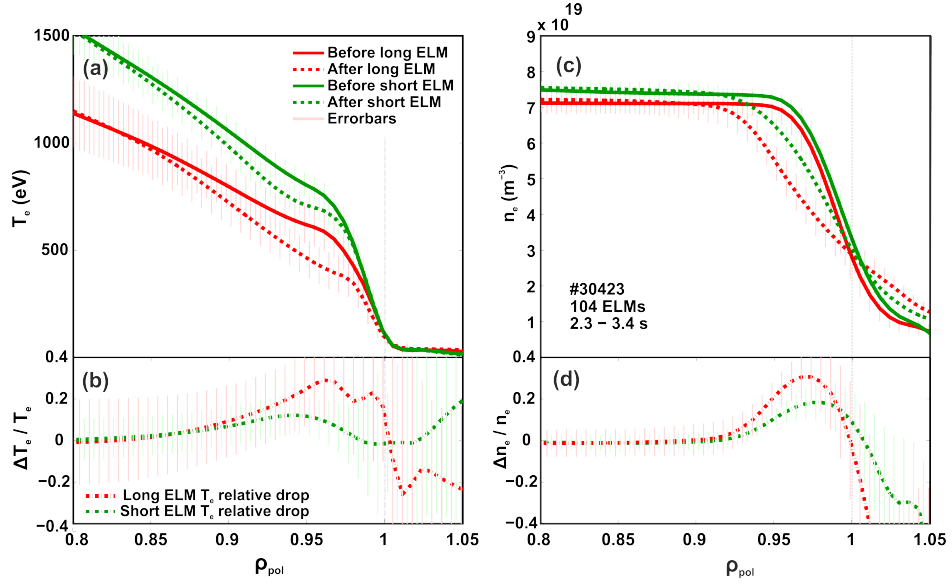 × 10 19
1500
1000
500
T e (eV)
(a)
Before long ELM
After long ELM
Before short ELM
After short ELM
Errorbars
0.4
0.2
0
−0.2
−0.4
ΔT e / T e
(b)
Long ELM T e relative drop
Short ELM T e relative drop
0.8
0.85
0.9
0.95
1
1.05
ρ pol
9
8
7
6
5
4
3
2
1
n e (m −3 )
(c)
#30423
104 ELMs
2.3 − 3.4 s
0.4
0.2
0
−0.2
−0.4
Δn e / n e
(d)
0.8
0.85
0.9
0.95
1
1.05
ρ pol